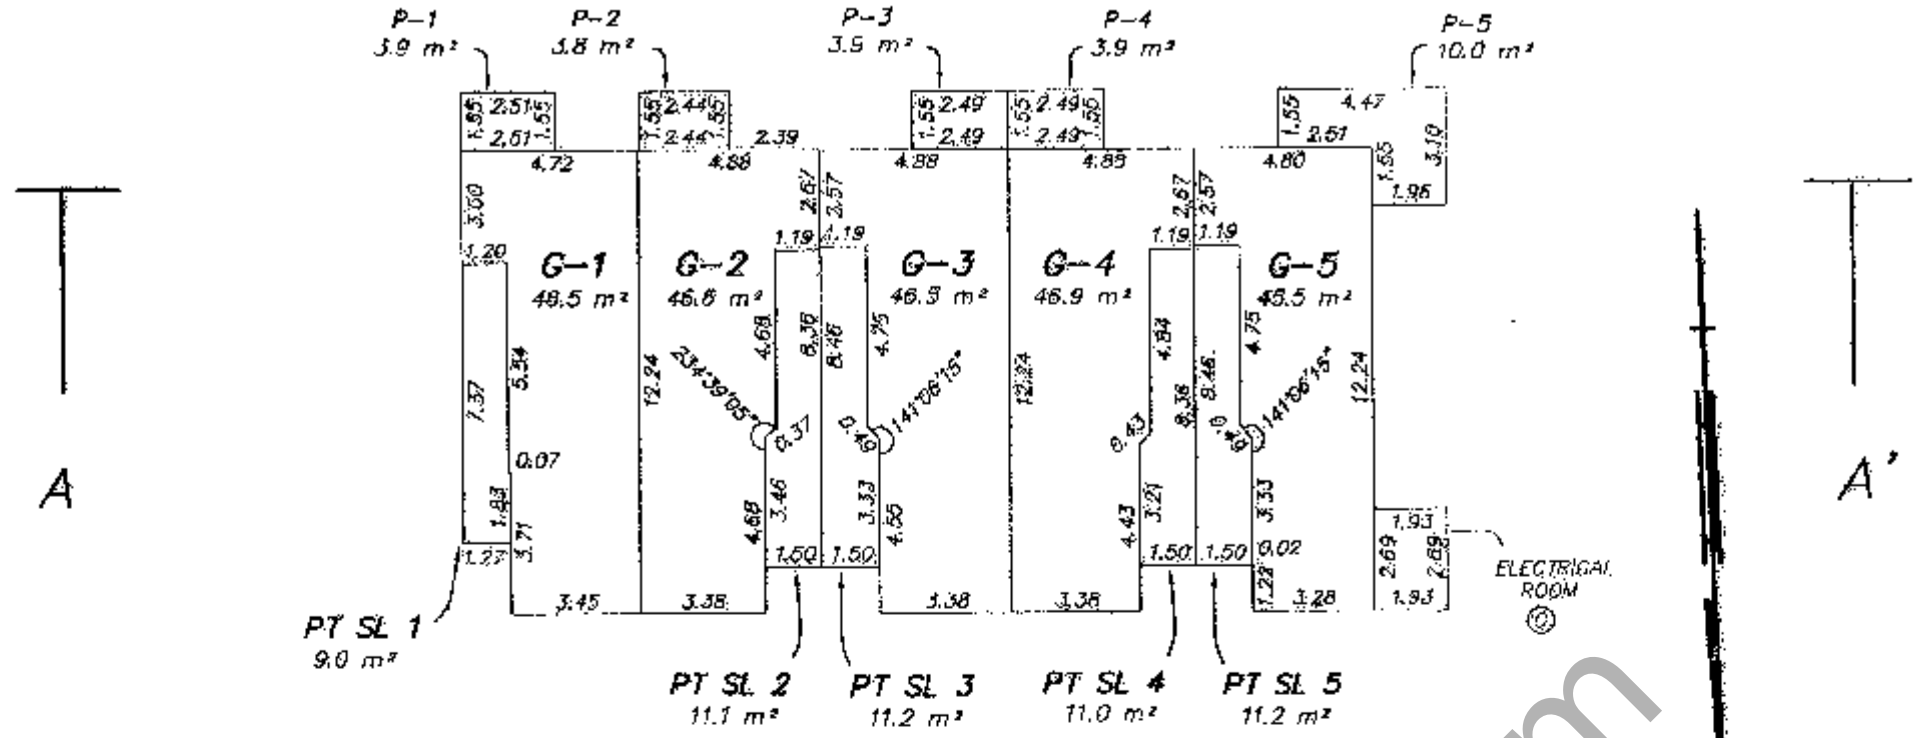 P-1
3.9 m²
P-2
3.8 m²
P-3
3.9 m²
P-4
3.9 m²
P-5
10.0 m²
1.55 2.51 1.55
2.51
1.55 2.44 1.55
2.44
2.39
1.55 2.49
2.49
1.55 2.49 1.55
2.49
1.55
4.47
2.51
3.10
1.55
1.96
4.72
4.88
4.88
4.88
4.80
3.00
2.67
2.57
2.67
2.57
1.20
1.19
1.19
1.19
1.19
G-1
48.5 m²
G-2
46.8 m²
G-3
46.9 m²
G-4
46.9 m²
G-5
m²
7.37
5.54
12.24
4.68
8.36
8.46
4.75
12.24
4.84
8.38
4.75
12.24
234°39'05"
141°06'15"
141°06'15"
0.37
0.43
A
A'
0.07
1.83
3.71
4.68
3.46
3.33
4.55
4.43
3.21
3.33
1.27
1.50
1.50
1.50
1.50
0.02
1.22
1.93
2.69
2.69
1.93
3.45
3.38
3.38
3.38
3.28
ELECTRICAL
ROOM
PT SL 1
9.0 m²
PT SL 2
11.1 m²
PT SL 3
11.2 m²
PT SL 4
11.0 m²
PT SL 5
11.2 m²
m